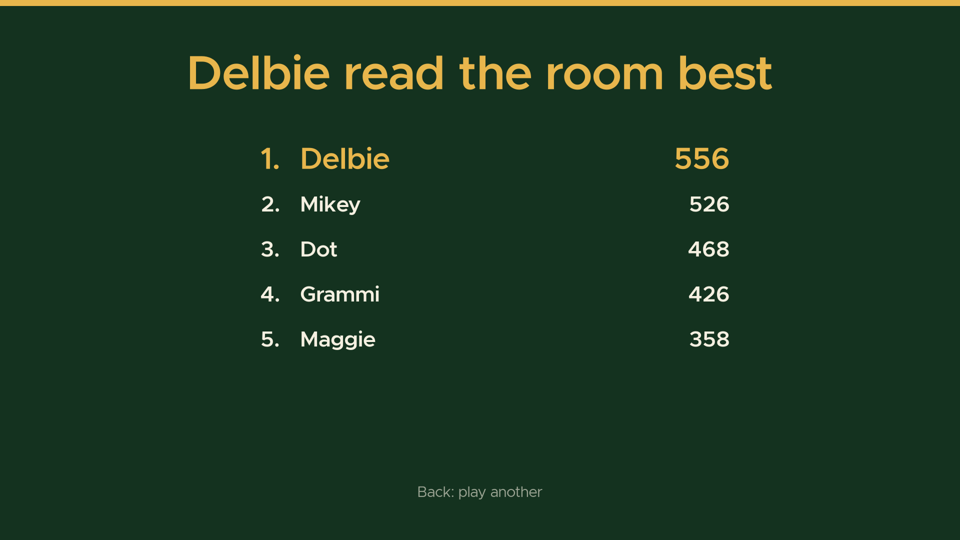 Delbie read the room best
1. Delbie 556
2. Mikey 526
3. Dot 468
4. Grammi 426
5. Maggie 358
Back: play another